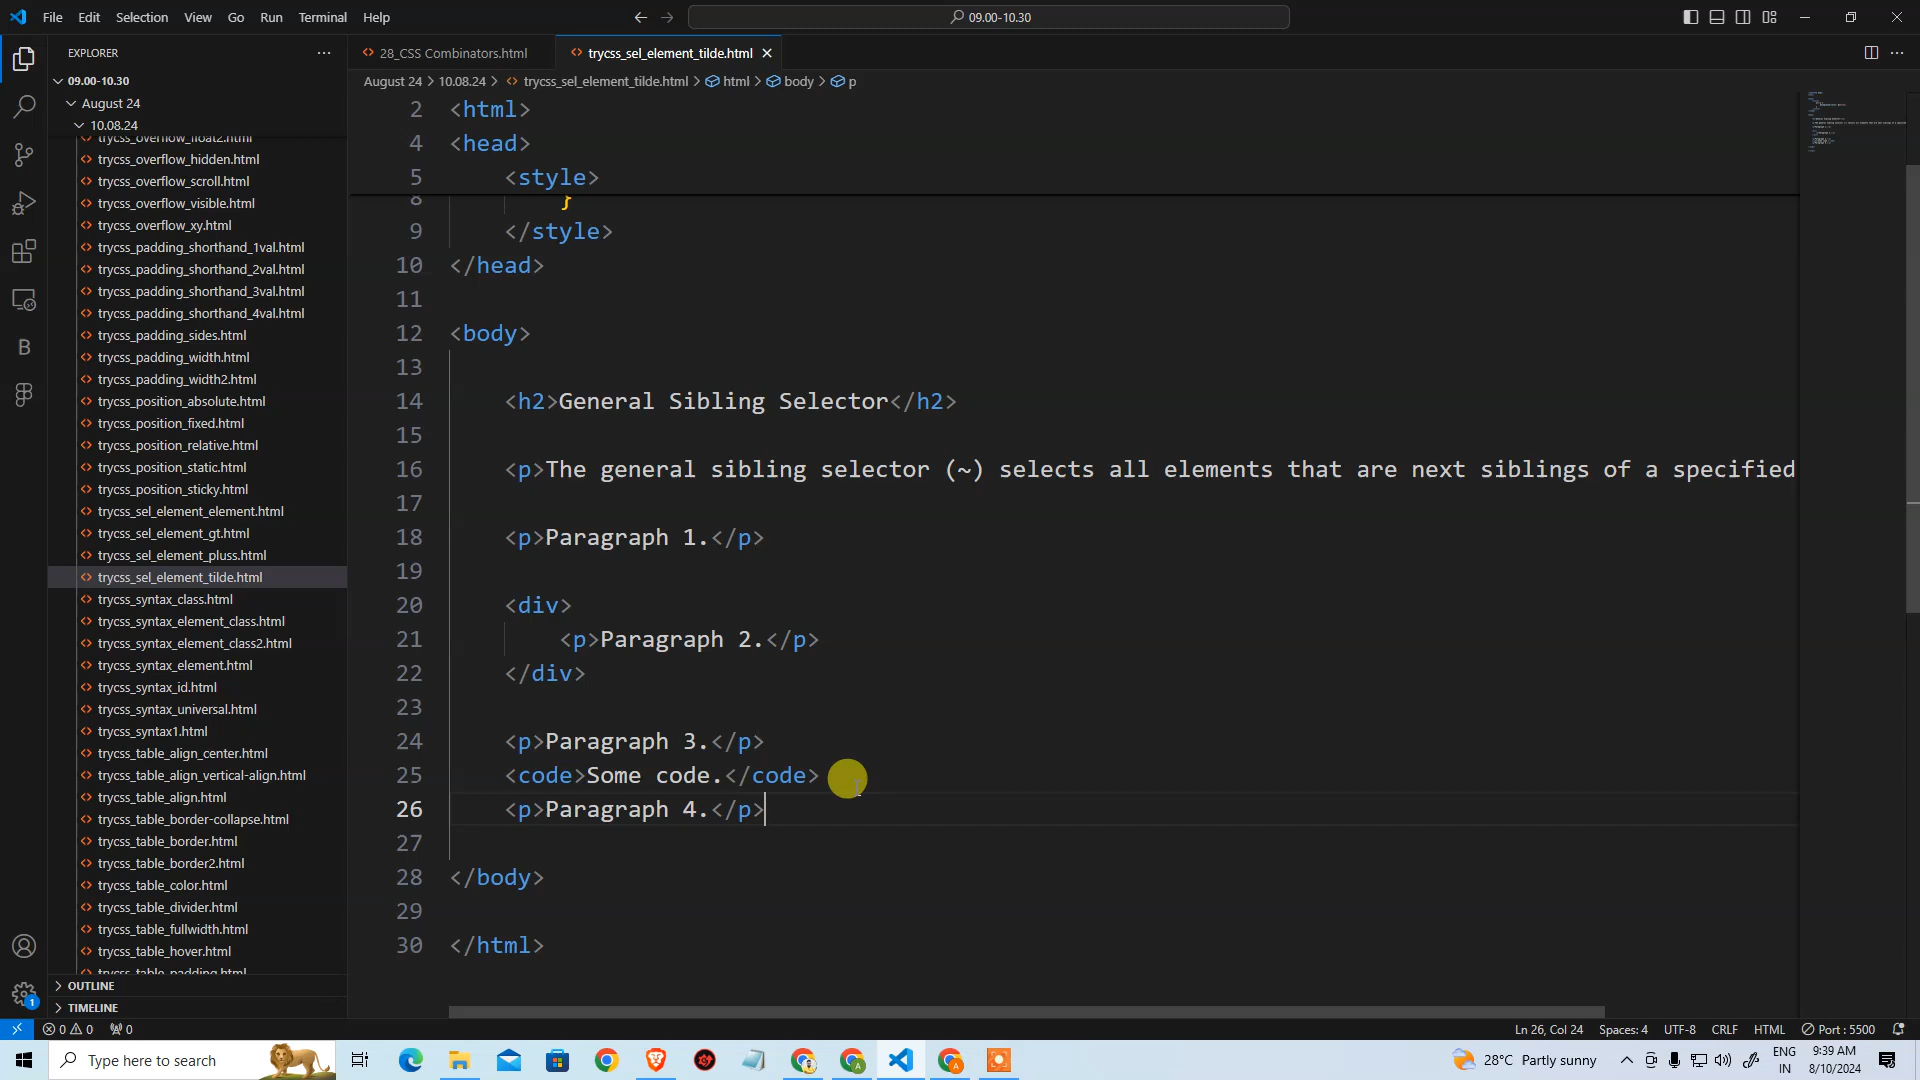 File Edit Selection View Go Run Terminal Help
09.00-10.30
EXPLORER
28_CSS Combinators.html
trycss_sel_element_tilde.html
09.00-10.30
August 24 > 10.08.24 > trycss_sel_element_tilde.html > html > body > p
August 24
10.08.24
trycss_overflow_float2.html
trycss_overflow_hidden.html
trycss_overflow_scroll.html
trycss_overflow_visible.html
trycss_overflow_xy.html
trycss_padding_shorthand_1val.html
trycss_padding_shorthand_2val.html
trycss_padding_shorthand_3val.html
trycss_padding_shorthand_4val.html
trycss_padding_sides.html
trycss_padding_width.html
trycss_padding_width2.html
trycss_position_absolute.html
trycss_position_fixed.html
trycss_position_relative.html
trycss_position_static.html
trycss_position_sticky.html
trycss_sel_element_element.html
trycss_sel_element_gt.html
trycss_sel_element_pluss.html
trycss_sel_element_tilde.html
trycss_syntax_class.html
trycss_syntax_element_class.html
trycss_syntax_element_class2.html
trycss_syntax_element.html
trycss_syntax_id.html
trycss_syntax_universal.html
trycss_syntax1.html
trycss_table_align_center.html
trycss_table_align_vertical-align.html
trycss_table_align.html
trycss_table_border-collapse.html
trycss_table_border.html
trycss_table_border2.html
trycss_table_color.html
trycss_table_divider.html
trycss_table_fullwidth.html
trycss_table_hover.html
trycss_table_padding.html
OUTLINE
TIMELINE
2 <html>
4 <head>
5 <style>
8 }
9 </style>
10 </head>
11
12 <body>
13
14 <h2>General Sibling Selector</h2>
15
16 <p>The general sibling selector (~) selects all elements that are next siblings of a specified
17
18 <p>Paragraph 1.</p>
19
20 <div>
21 <p>Paragraph 2.</p>
22 </div>
23
24 <p>Paragraph 3.</p>
25 <code>Some code.</code>
26 <p>Paragraph 4.</p>
27
28 </body>
29
30 </html>
0 0 0
Ln 26, Col 24 Spaces: 4 UTF-8 CRLF HTML Port : 5500
Type here to search
28°C Partly sunny
ENG
IN
9:39 AM
8/10/2024